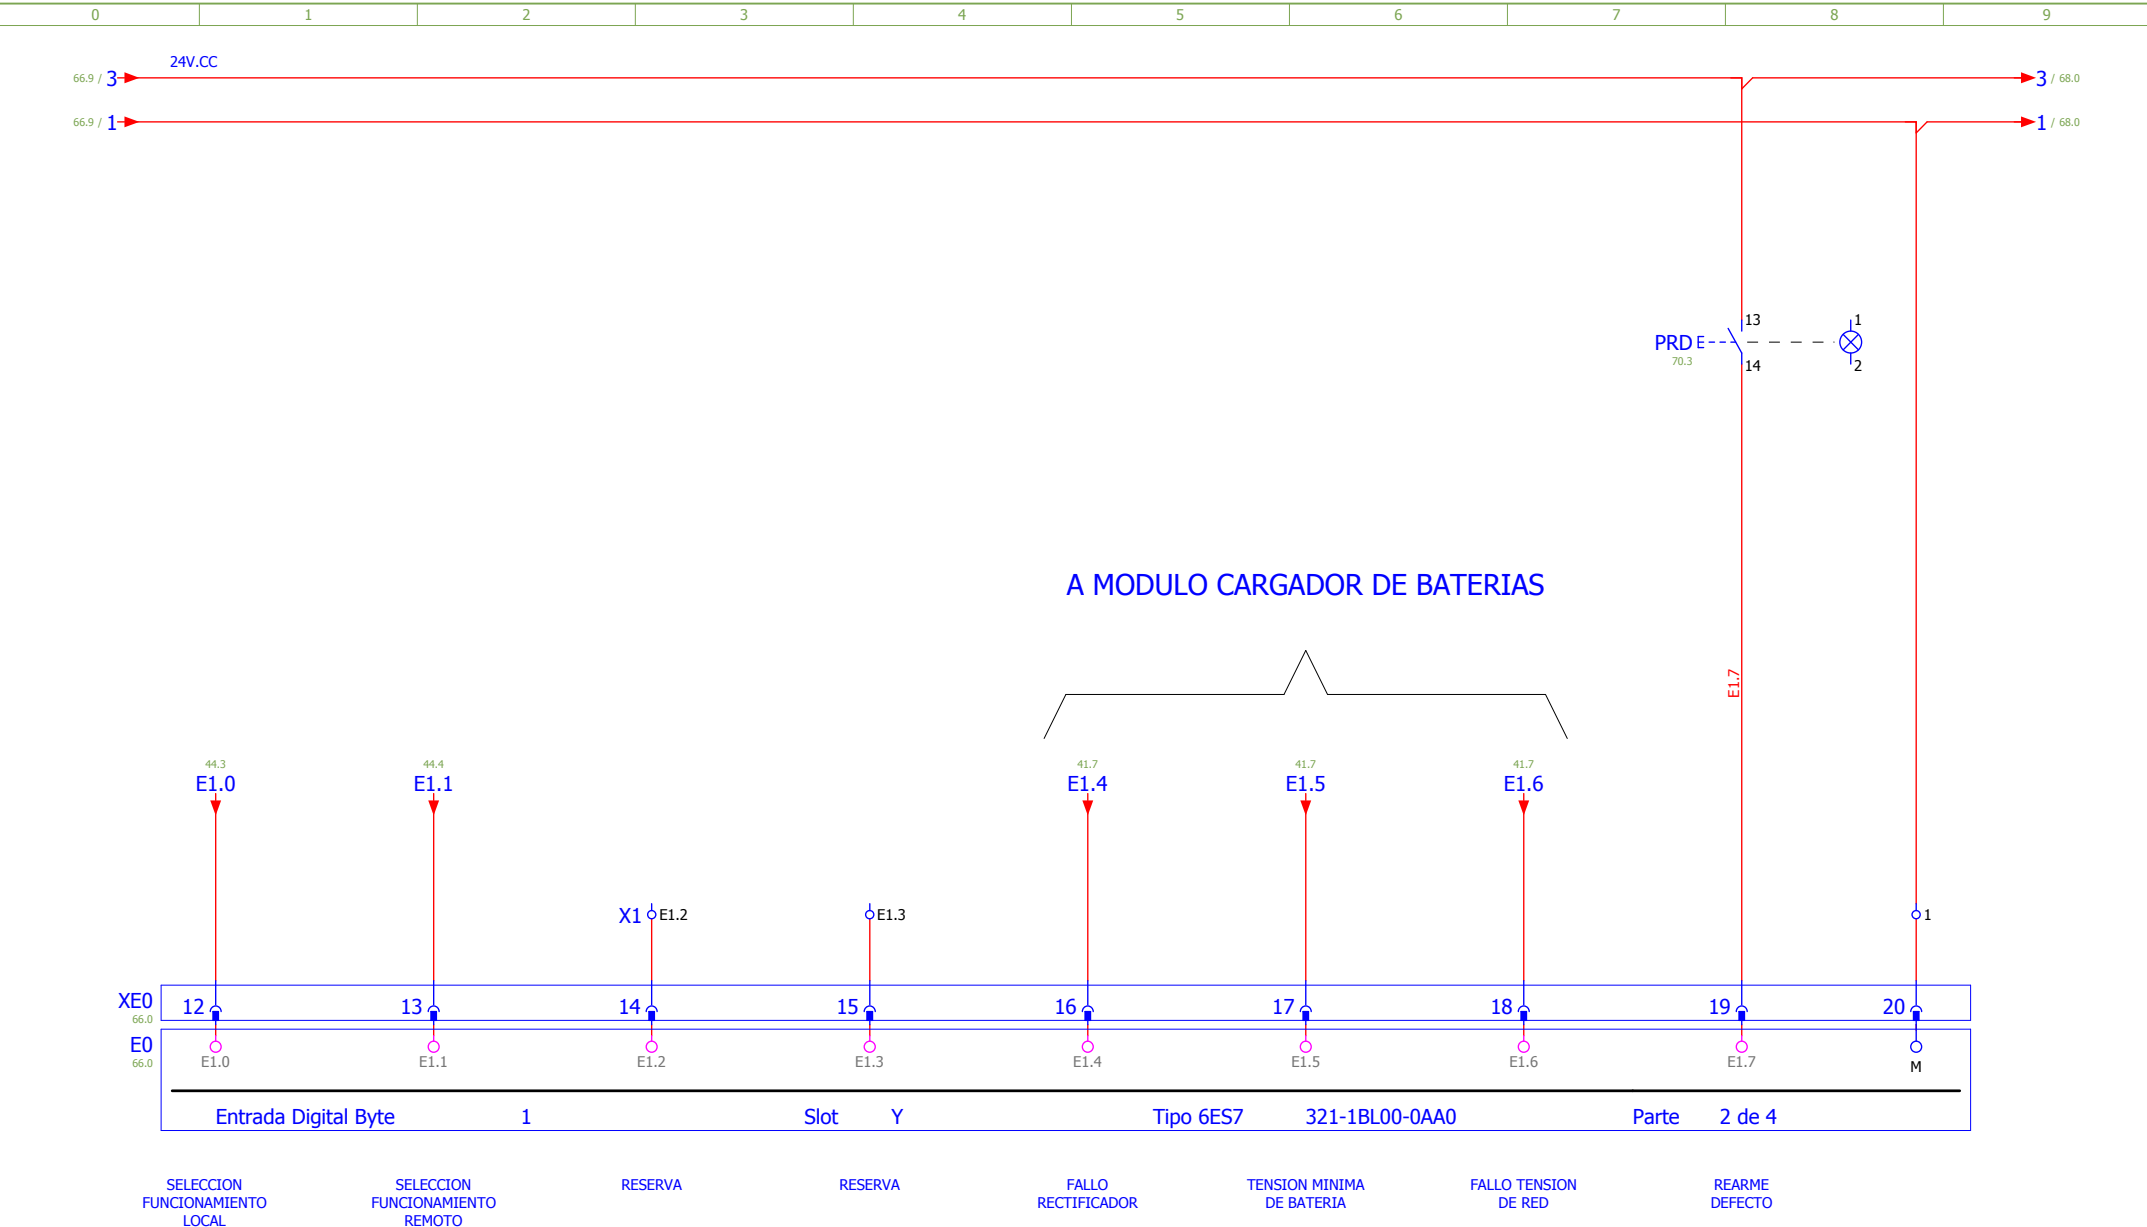 0 1 2 3 4 5 6 7 8 9
24V.CC
66.9 / 3 3 / 68.0
66.9 / 1 1 / 68.0
13 1
PRD
70.3
14 2
A MODULO CARGADOR DE BATERIAS
E1.7
44.3 44.4 41.7 41.7 41.7
E1.0 E1.1 E1.4 E1.5 E1.6
X1 E1.2 E1.3 1
XE0 12 13 14 15 16 17 18 19 20
66.0
E0
66.0
E1.0 E1.1 E1.2 E1.3 E1.4 E1.5 E1.6 E1.7 M
Entrada Digital Byte 1 Slot Y Tipo 6ES7 321-1BL00-0AA0 Parte 2 de 4
SELECCION
FUNCIONAMIENTO
LOCAL
SELECCION
FUNCIONAMIENTO
REMOTO
RESERVA
RESERVA
FALLO
RECTIFICADOR
TENSION MINIMA
DE BATERIA
FALLO TENSION
DE RED
REARME
DEFECTO